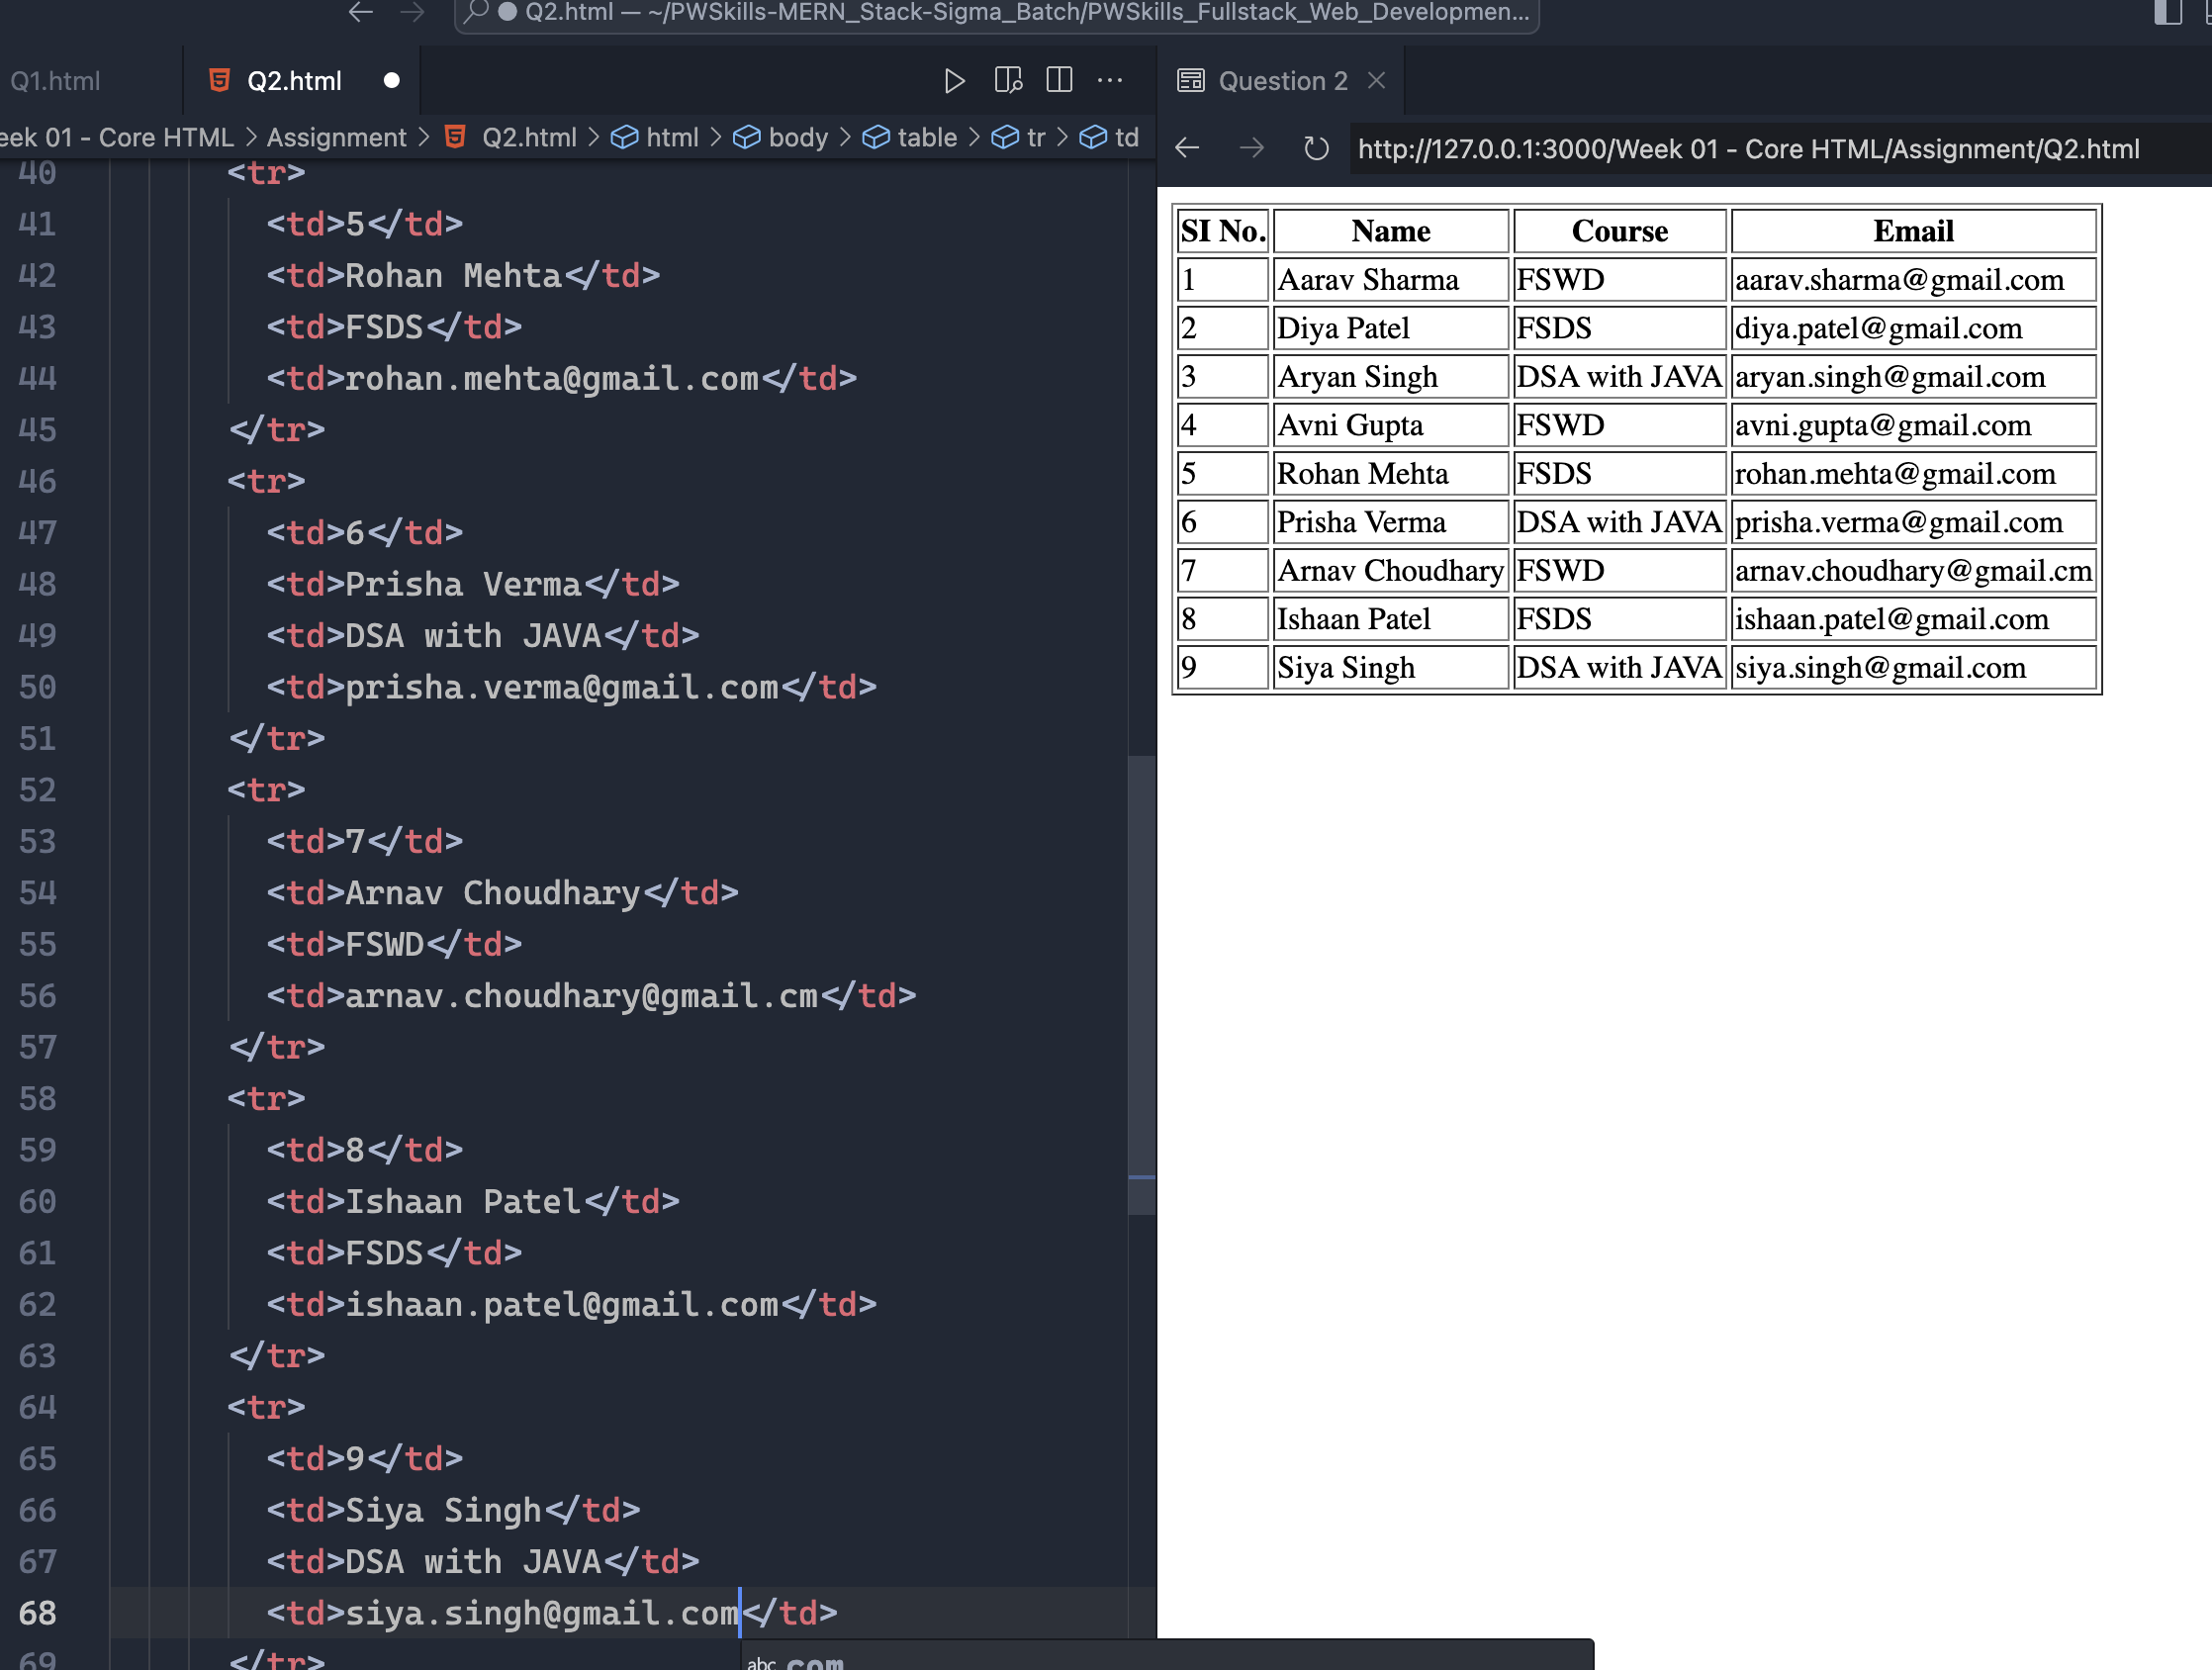 Q2.html — ~/PWSkills-MERN_Stack-Sigma_Batch/PWSkills_Fullstack_Web_Developmen...
Q1.html
Q2.html
eek 01 - Core HTML > Assignment > Q2.html > html > body > table > tr > td
40 <tr>
41 <td>5</td>
42 <td>Rohan Mehta</td>
43 <td>FSDS</td>
44 <td>rohan.mehta@gmail.com</td>
45 </tr>
46 <tr>
47 <td>6</td>
48 <td>Prisha Verma</td>
49 <td>DSA with JAVA</td>
50 <td>prisha.verma@gmail.com</td>
51 </tr>
52 <tr>
53 <td>7</td>
54 <td>Arnav Choudhary</td>
55 <td>FSWD</td>
56 <td>arnav.choudhary@gmail.cm</td>
57 </tr>
58 <tr>
59 <td>8</td>
60 <td>Ishaan Patel</td>
61 <td>FSDS</td>
62 <td>ishaan.patel@gmail.com</td>
63 </tr>
64 <tr>
65 <td>9</td>
66 <td>Siya Singh</td>
67 <td>DSA with JAVA</td>
68 <td>siya.singh@gmail.com</td>
69 </tr>
abc com
Question 2
http://127.0.0.1:3000/Week 01 - Core HTML/Assignment/Q2.html
SI No. Name Course Email
1 Aarav Sharma FSWD aarav.sharma@gmail.com
2 Diya Patel FSDS diya.patel@gmail.com
3 Aryan Singh DSA with JAVA aryan.singh@gmail.com
4 Avni Gupta FSWD avni.gupta@gmail.com
5 Rohan Mehta FSDS rohan.mehta@gmail.com
6 Prisha Verma DSA with JAVA prisha.verma@gmail.com
7 Arnav Choudhary FSWD arnav.choudhary@gmail.cm
8 Ishaan Patel FSDS ishaan.patel@gmail.com
9 Siya Singh DSA with JAVA siya.singh@gmail.com